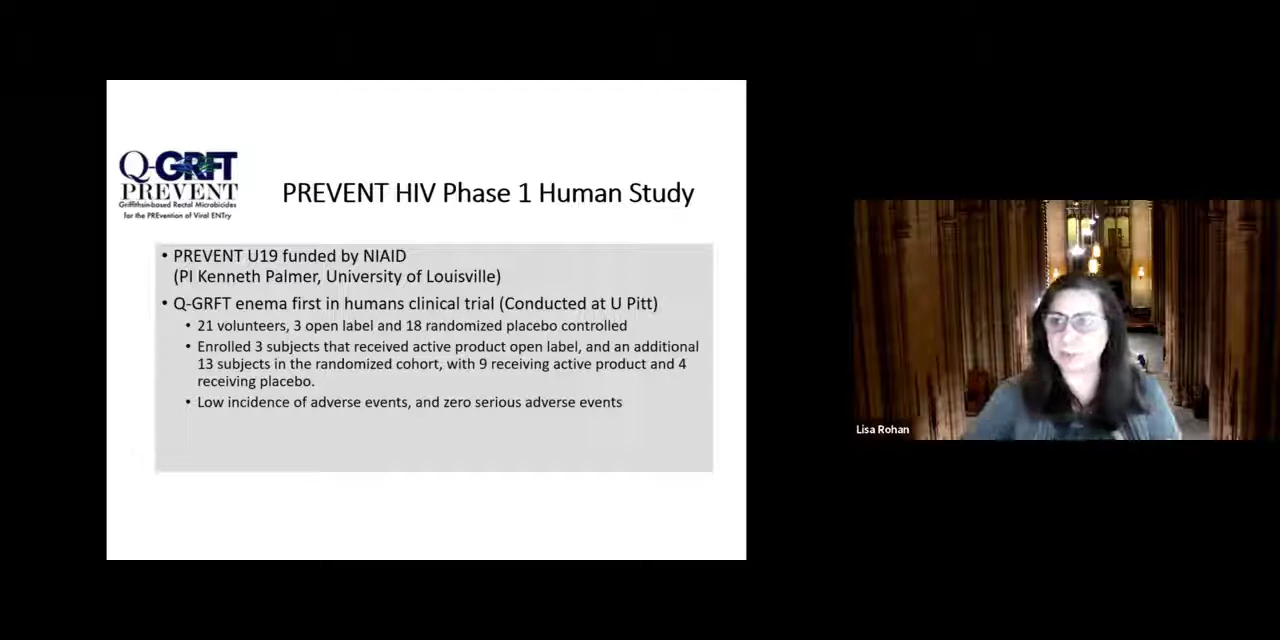 Q-GRFT
PREVENT
Griffithsin-based Rectal Microbicides
for the PREvention of Viral ENTry
PREVENT HIV Phase 1 Human Study
• PREVENT U19 funded by NIAID
(PI Kenneth Palmer, University of Louisville)
• Q-GRFT enema first in humans clinical trial (Conducted at U Pitt)
• 21 volunteers, 3 open label and 18 randomized placebo controlled
• Enrolled 3 subjects that received active product open label, and an additional
13 subjects in the randomized cohort, with 9 receiving active product and 4
receiving placebo.
• Low incidence of adverse events, and zero serious adverse events
Lisa Rohan